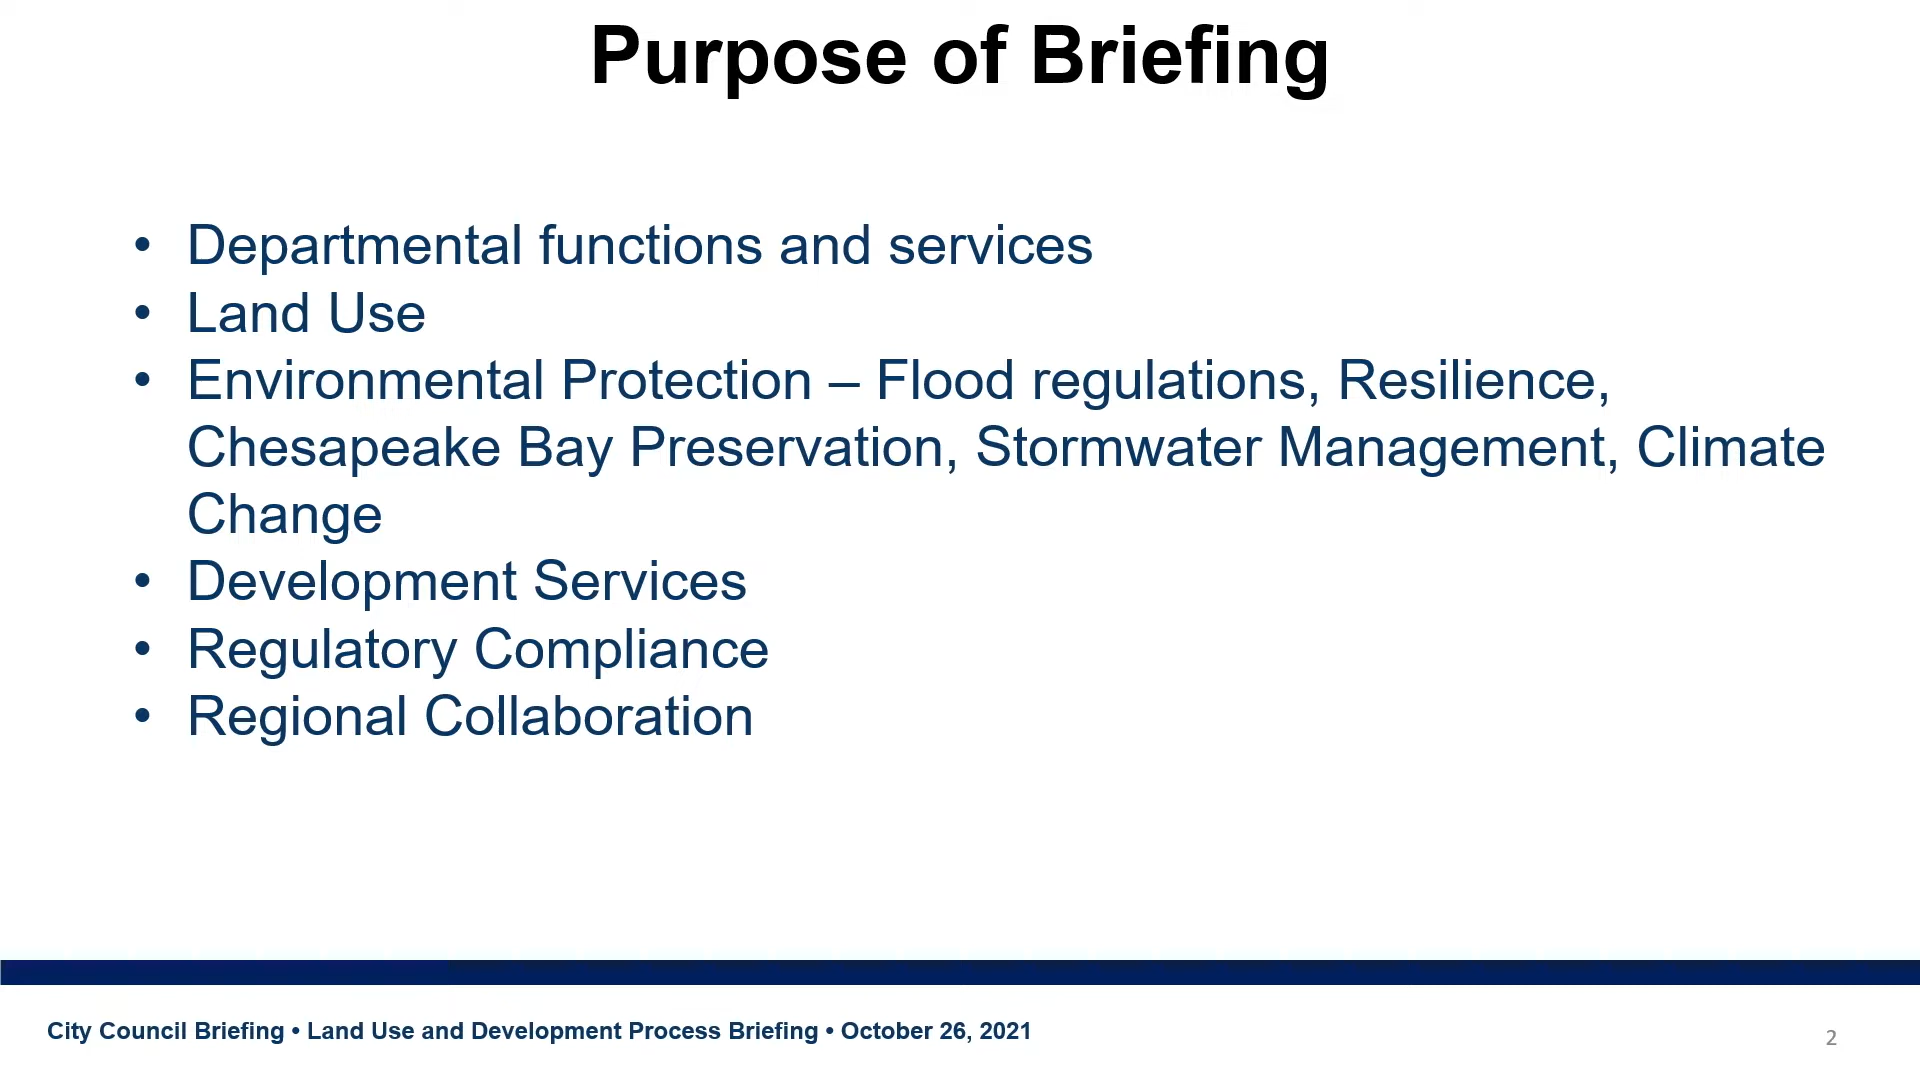 Purpose of Briefing
• Departmental functions and services
• Land Use
• Environmental Protection – Flood regulations, Resilience,
Chesapeake Bay Preservation, Stormwater Management, Climate
Change
• Development Services
• Regulatory Compliance
• Regional Collaboration
City Council Briefing • Land Use and Development Process Briefing • October 26, 2021
2